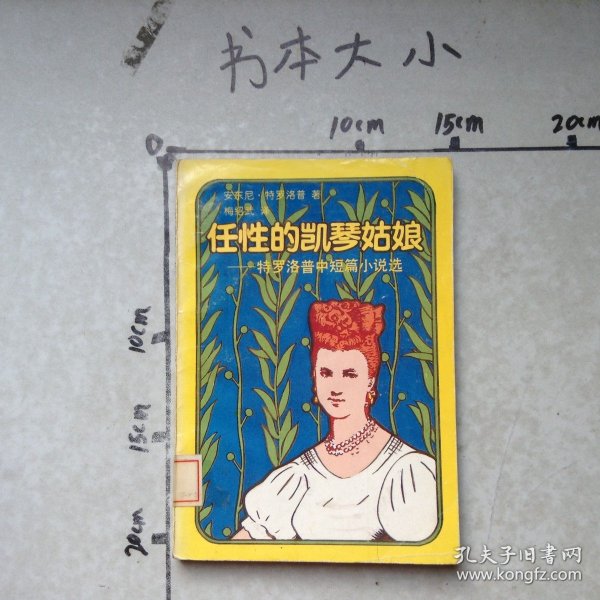 书本大小
0 10cm 15cm 20cm
10cm
15cm
20cm
安东尼·特罗洛普 著
梅绍武 译
任性的凯琴姑娘
——特罗洛普中短篇小说选
孔夫子旧书网
www.kongfz.com